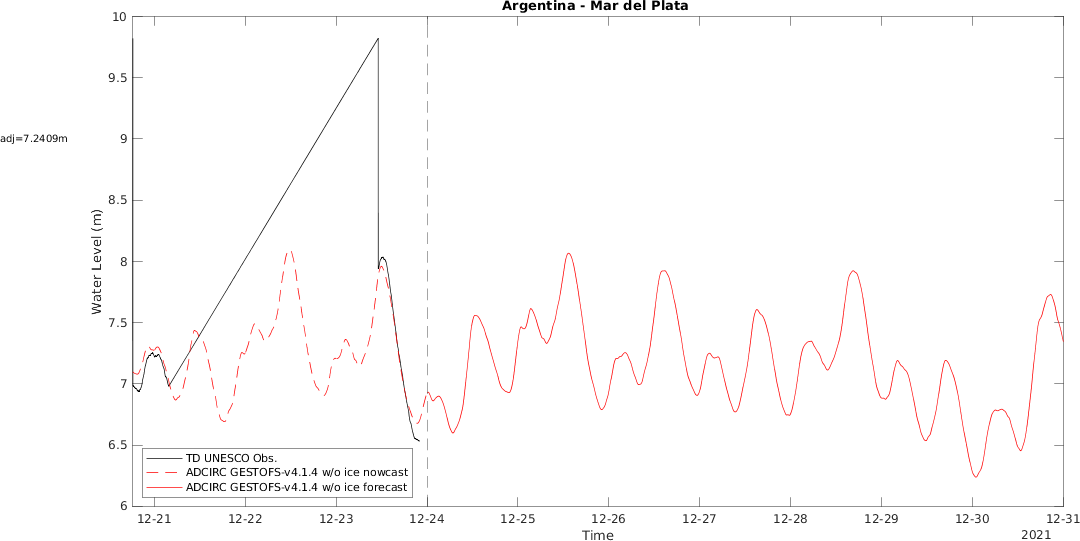 Argentina - Mar del Plata
adj=7.2409m
Water Level (m)
10
9.5
9
8.5
8
7.5
7
6.5
6
TD UNESCO Obs.
ADCIRC GESTOFS-v4.1.4 w/o ice nowcast
ADCIRC GESTOFS-v4.1.4 w/o ice forecast
12-21 12-22 12-23 12-24 12-25 12-26 12-27 12-28 12-29 12-30 12-31
Time
2021